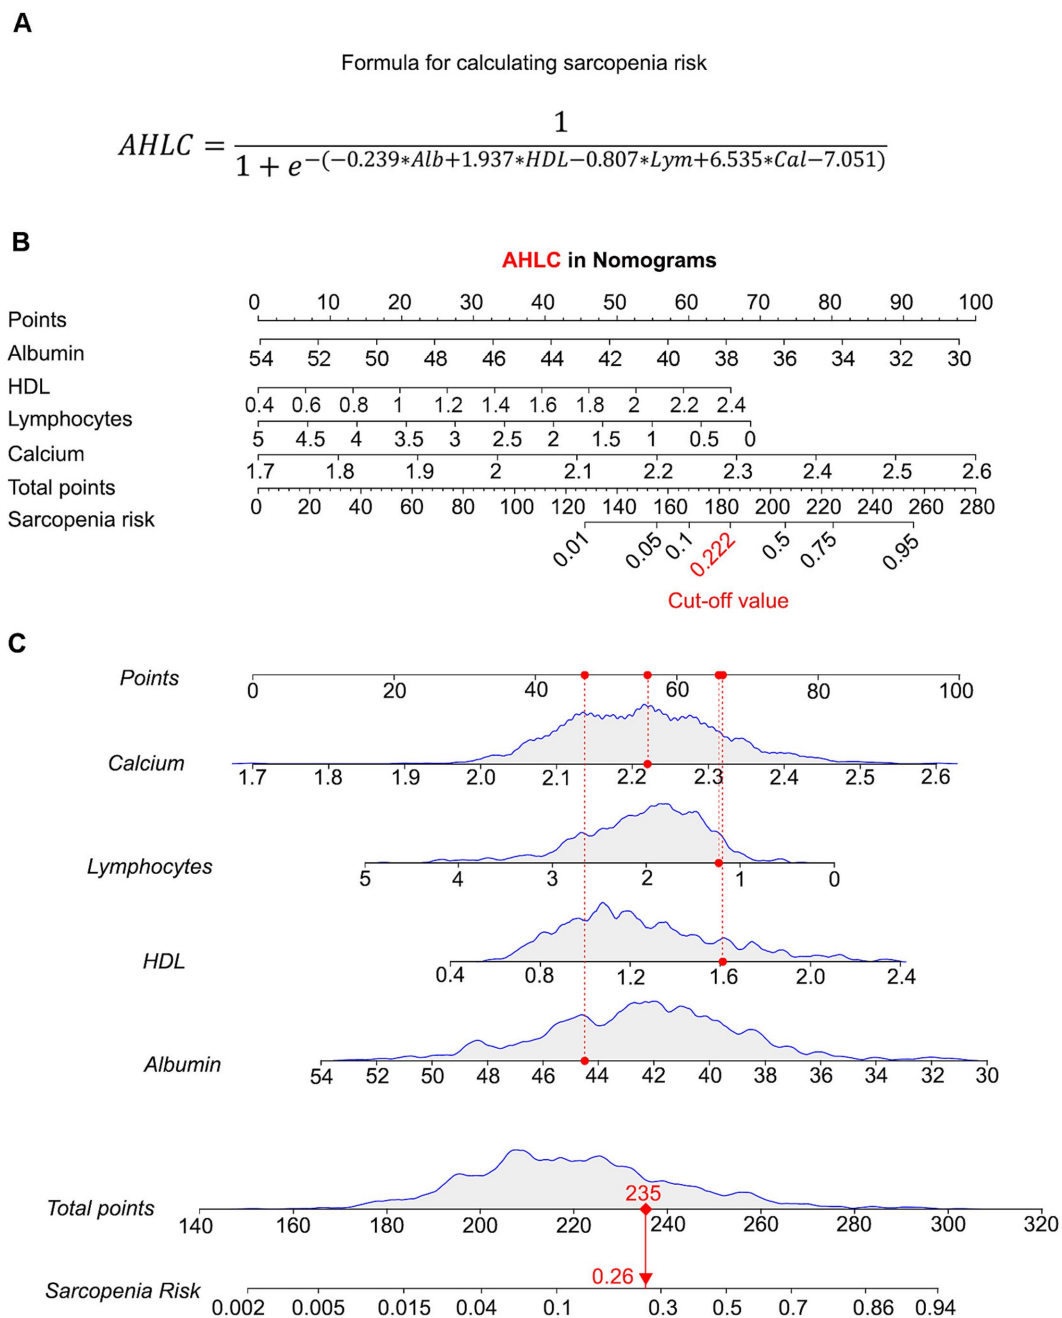 A
Formula for calculating sarcopenia risk
AHLC = 1 / 1 + e^−(−0.239*Alb+1.937*HDL−0.807*Lym+6.535*Cal−7.051)
B
AHLC in Nomograms
0 10 20 30 40 50 60 70 80 90 100
Points
Albumin
54 52 50 48 46 44 42 40 38 36 34 32 30
HDL
0.4 0.6 0.8 1 1.2 1.4 1.6 1.8 2 2.2 2.4
Lymphocytes
5 4.5 4 3.5 3 2.5 2 1.5 1 0.5 0
Calcium
1.7 1.8 1.9 2 2.1 2.2 2.3 2.4 2.5 2.6
Total points
0 20 40 60 80 100 120 140 160 180 200 220 240 260 280
Sarcopenia risk
0.01 0.05 0.1 0.222 0.5 0.75 0.95
Cut-off value
C
Points
0 20 40 60 80 100
Calcium
1.7 1.8 1.9 2.0 2.1 2.2 2.3 2.4 2.5 2.6
Lymphocytes
5 4 3 2 1 0
HDL
0.4 0.8 1.2 1.6 2.0 2.4
Albumin
54 52 50 48 46 44 42 40 38 36 34 32 30
235
Total points
140 160 180 200 220 240 260 280 300 320
0.26
Sarcopenia Risk
0.002 0.005 0.015 0.04 0.1 0.3 0.5 0.7 0.86 0.94